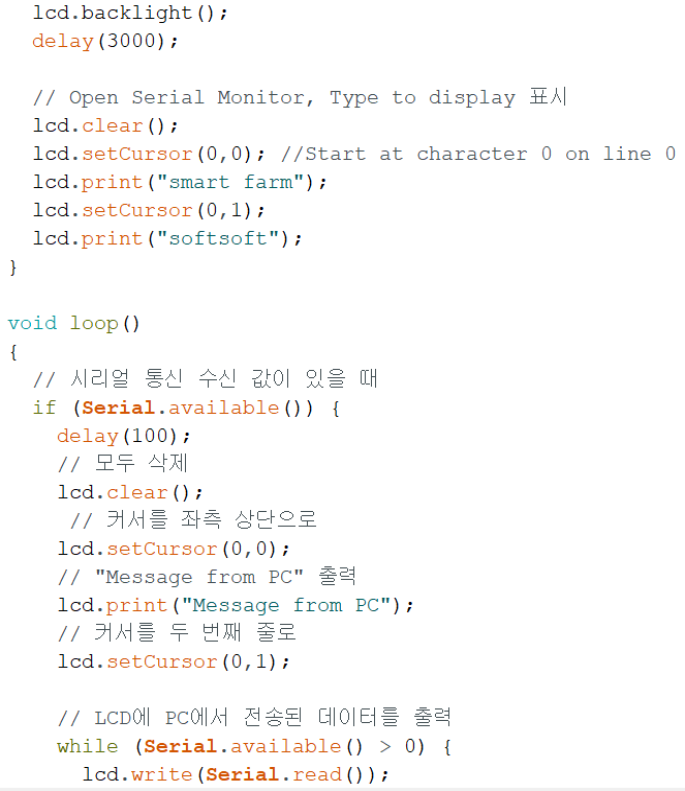 lcd.backlight();
delay(3000);
// Open Serial Monitor, Type to display 표시
lcd.clear();
lcd.setCursor(0,0); //Start at character 0 on line 0
lcd.print("smart farm");
lcd.setCursor(0,1);
lcd.print("softsoft");
}
void loop()
{
// 시리얼 통신 수신 값이 있을 때
if (Serial.available()) {
delay(100);
// 모두 삭제
lcd.clear();
// 커서를 좌측 상단으로
lcd.setCursor(0,0);
// "Message from PC" 출력
lcd.print("Message from PC");
// 커서를 두 번째 줄로
lcd.setCursor(0,1);
// LCD에 PC에서 전송된 데이터를 출력
while (Serial.available() > 0) {
lcd.write(Serial.read());